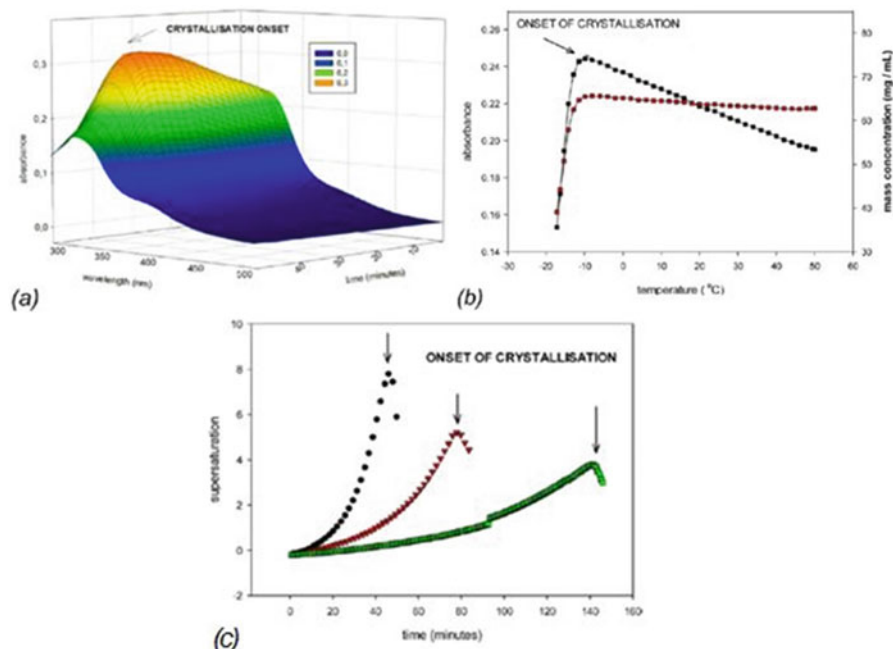 CRYSTALLISATION ONSET
0,0
0,1
0,2
0,3
0,3
0,2
0,1
0,0
absorbance
300
350
400
450
500
wavelength (nm)
time (minutes)
(a)
ONSET OF CRYSTALLISATION
0.26
0.24
0.22
0.20
0.18
0.16
0.14
absorbance
mass concentration (mg / mL)
-30 -20 -10 0 10 20 30 40 50 60
temperature (°C)
(b)
ONSET OF CRYSTALLISATION
10
8
6
4
2
0
-2
supersaturation
0 20 40 60 80 100 120 140 160
time (minutes)
(c)